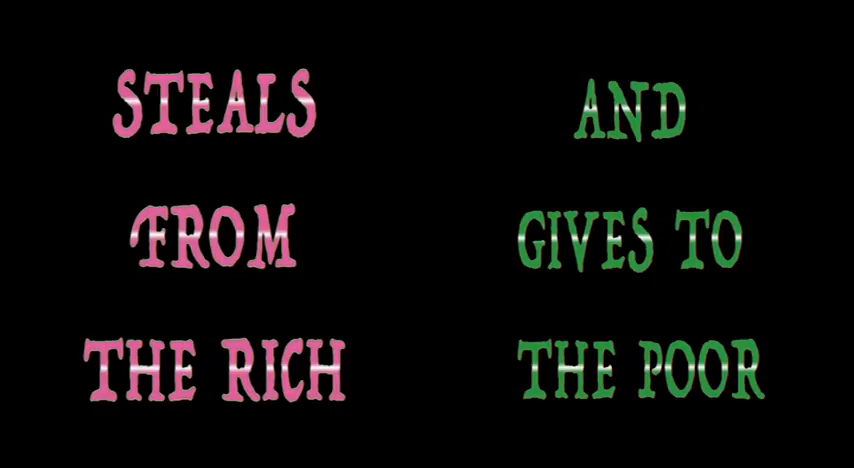 STEALS
FROM
THE RICH
AND
GIVES TO
THE POOR